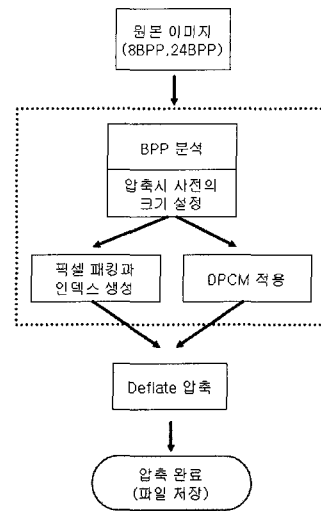 원본 이미지
(8BPP,24BPP)
BPP 분석
압축시 사전의
크기 설정
픽셀 패킹과
인덱스 생성
DPCM 적용
Deflate 압축
압축 완료
(파일 저장)